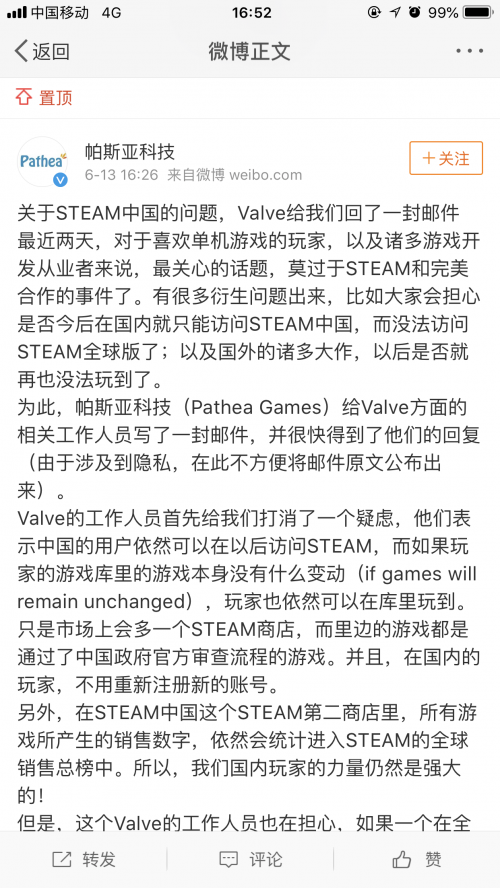 中国移动 4G 16:52 99%
返回 微博正文
置顶
Pathea
帕斯亚科技
6-13 16:26 来自微博 weibo.com
+关注
关于STEAM中国的问题，Valve给我们回了一封邮件
最近两天，对于喜欢单机游戏的玩家，以及诸多游戏开
发从业者来说，最关心的话题，莫过于STEAM和完美
合作的事件了。有很多衍生问题出来，比如大家会担心
是否今后在国内就只能访问STEAM中国，而没法访问
STEAM全球版了；以及国外的诸多大作，以后是否就
再也没法玩到了。
为此，帕斯亚科技（Pathea Games）给Valve方面的
相关工作人员写了一封邮件，并很快得到了他们的回复
（由于涉及到隐私，在此不方便将邮件原文公布出
来）。
Valve的工作人员首先给我们打消了一个疑虑，他们表
示中国的用户依然可以在以后访问STEAM，而如果玩
家的游戏库里的游戏本身没有什么变动（if games will
remain unchanged），玩家也依然可以在库里玩到。
只是市场上会多一个STEAM商店，而里边的游戏都是
通过了中国政府官方审查流程的游戏。并且，在国内的
玩家，不用重新注册新的账号。
另外，在STEAM中国这个STEAM第二商店里，所有游
戏所产生的销售数字，依然会统计进入STEAM的全球
销售总榜中。所以，我们国内玩家的力量仍然是强大
的！
但是，这个Valve的工作人员也在担心，如果一个在全
转发 评论 赞